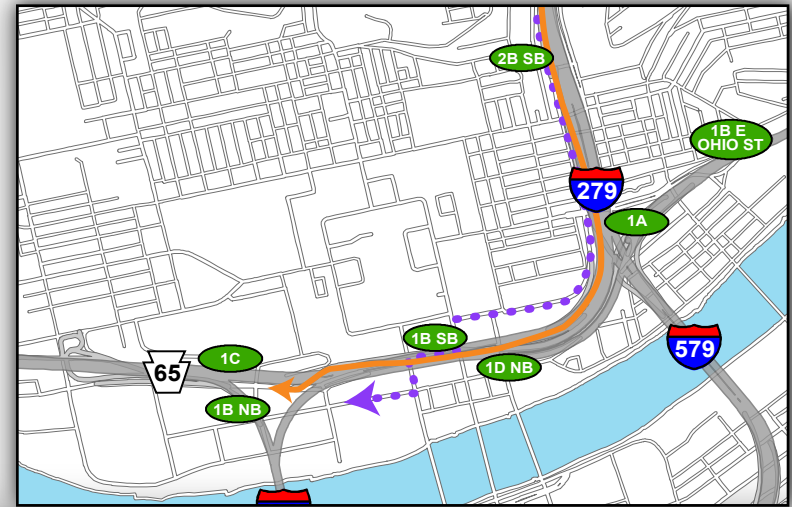 2B SB
1B E
OHIO ST
279
1A
1B SB
579
1C
1D NB
65
1B NB